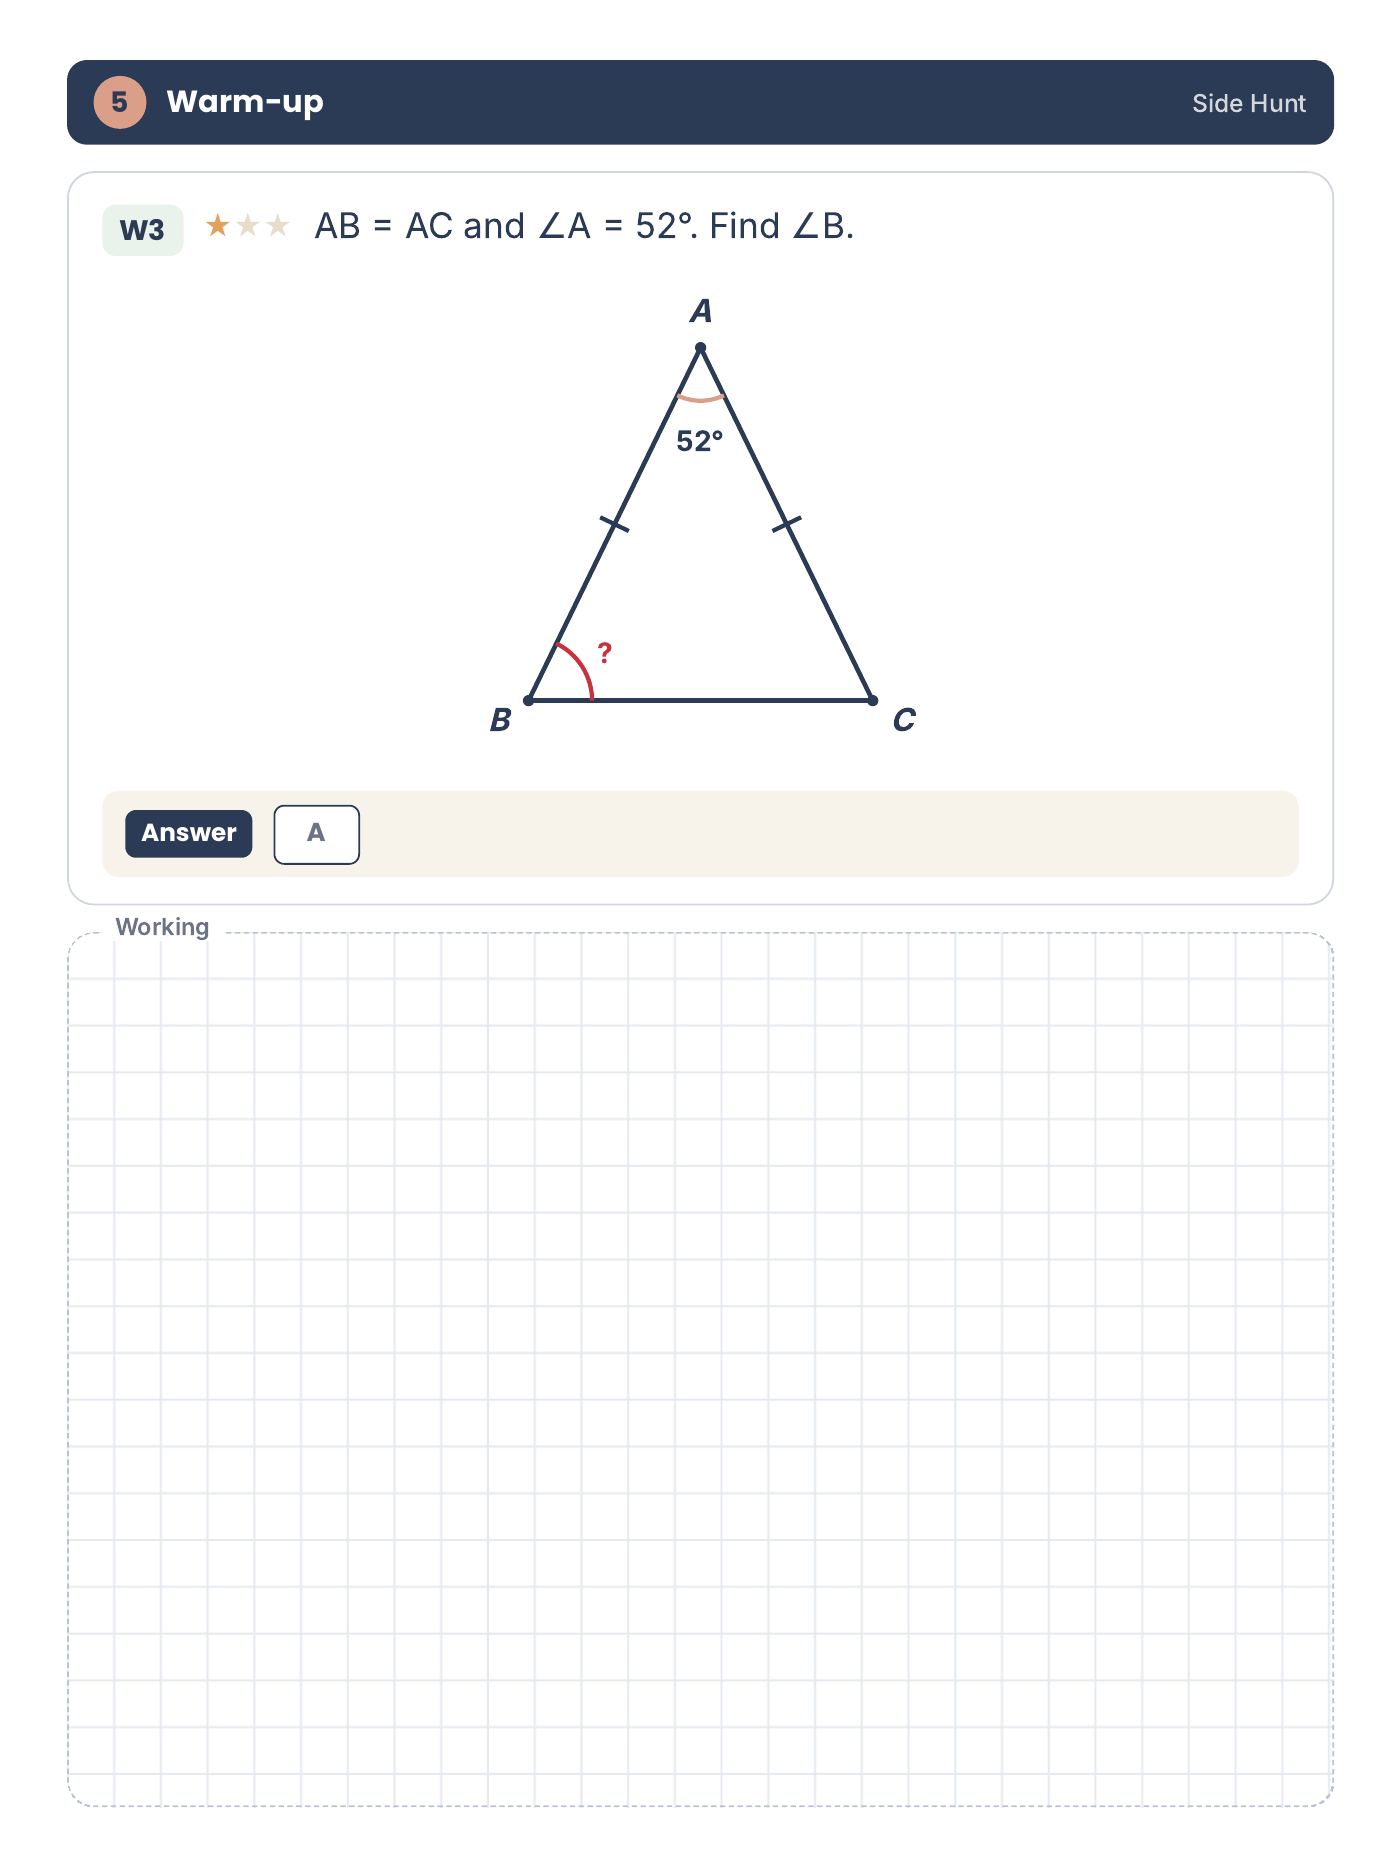 5 Warm-up Side Hunt
W3 ★★★ AB = AC and ∠A = 52°. Find ∠B.
A
52°
?
B C
Answer A
Working